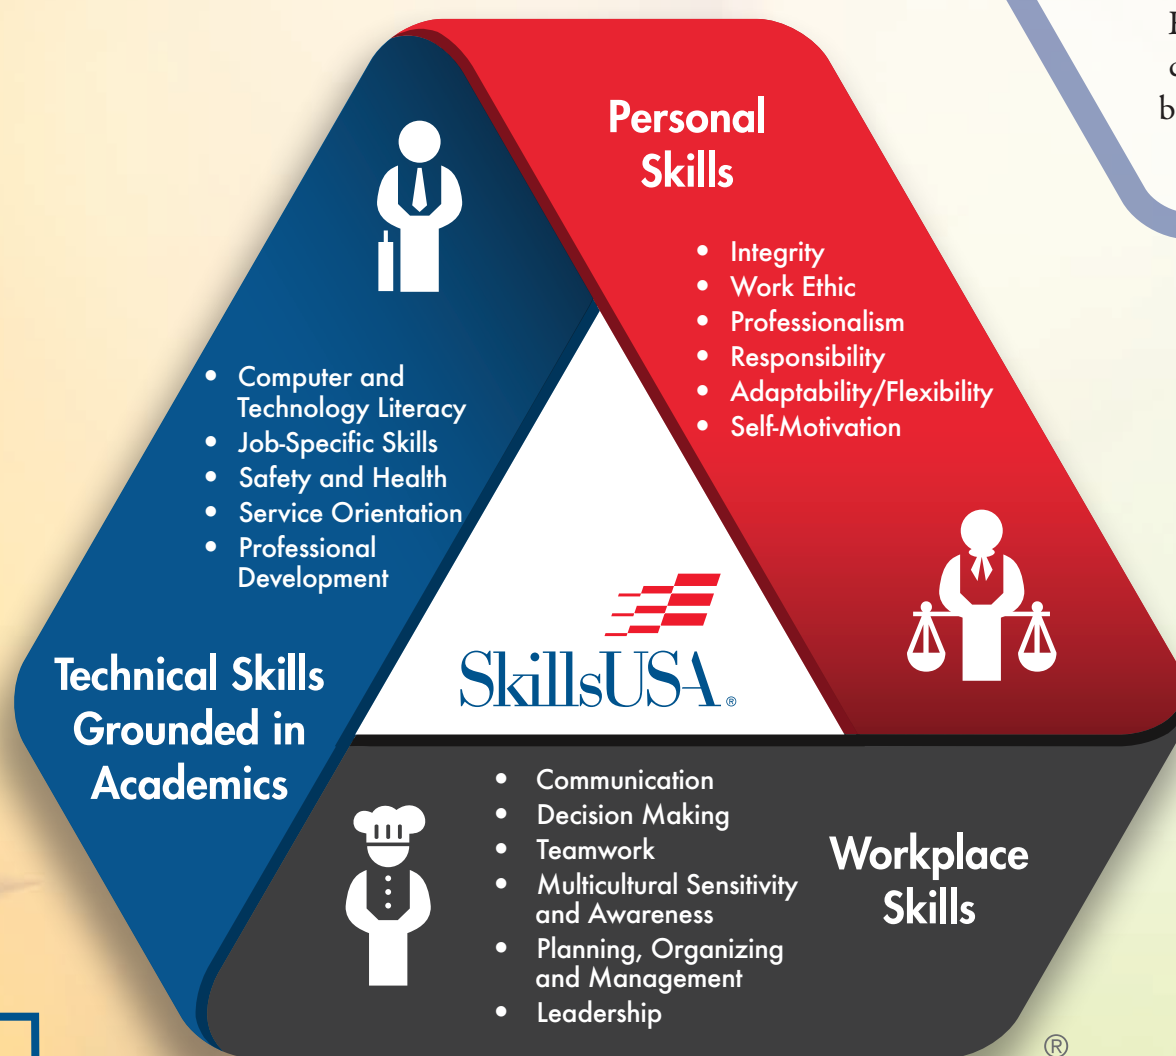 Personal
Skills
• Integrity
• Work Ethic
• Professionalism
• Responsibility
• Adaptability/Flexibility
• Self-Motivation
• Computer and
Technology Literacy
• Job-Specific Skills
• Safety and Health
• Service Orientation
• Professional
Development
Technical Skills
Grounded in
Academics
SkillsUSA®
• Communication
• Decision Making
• Teamwork
• Multicultural Sensitivity
and Awareness
• Planning, Organizing
and Management
• Leadership
Workplace
Skills
®